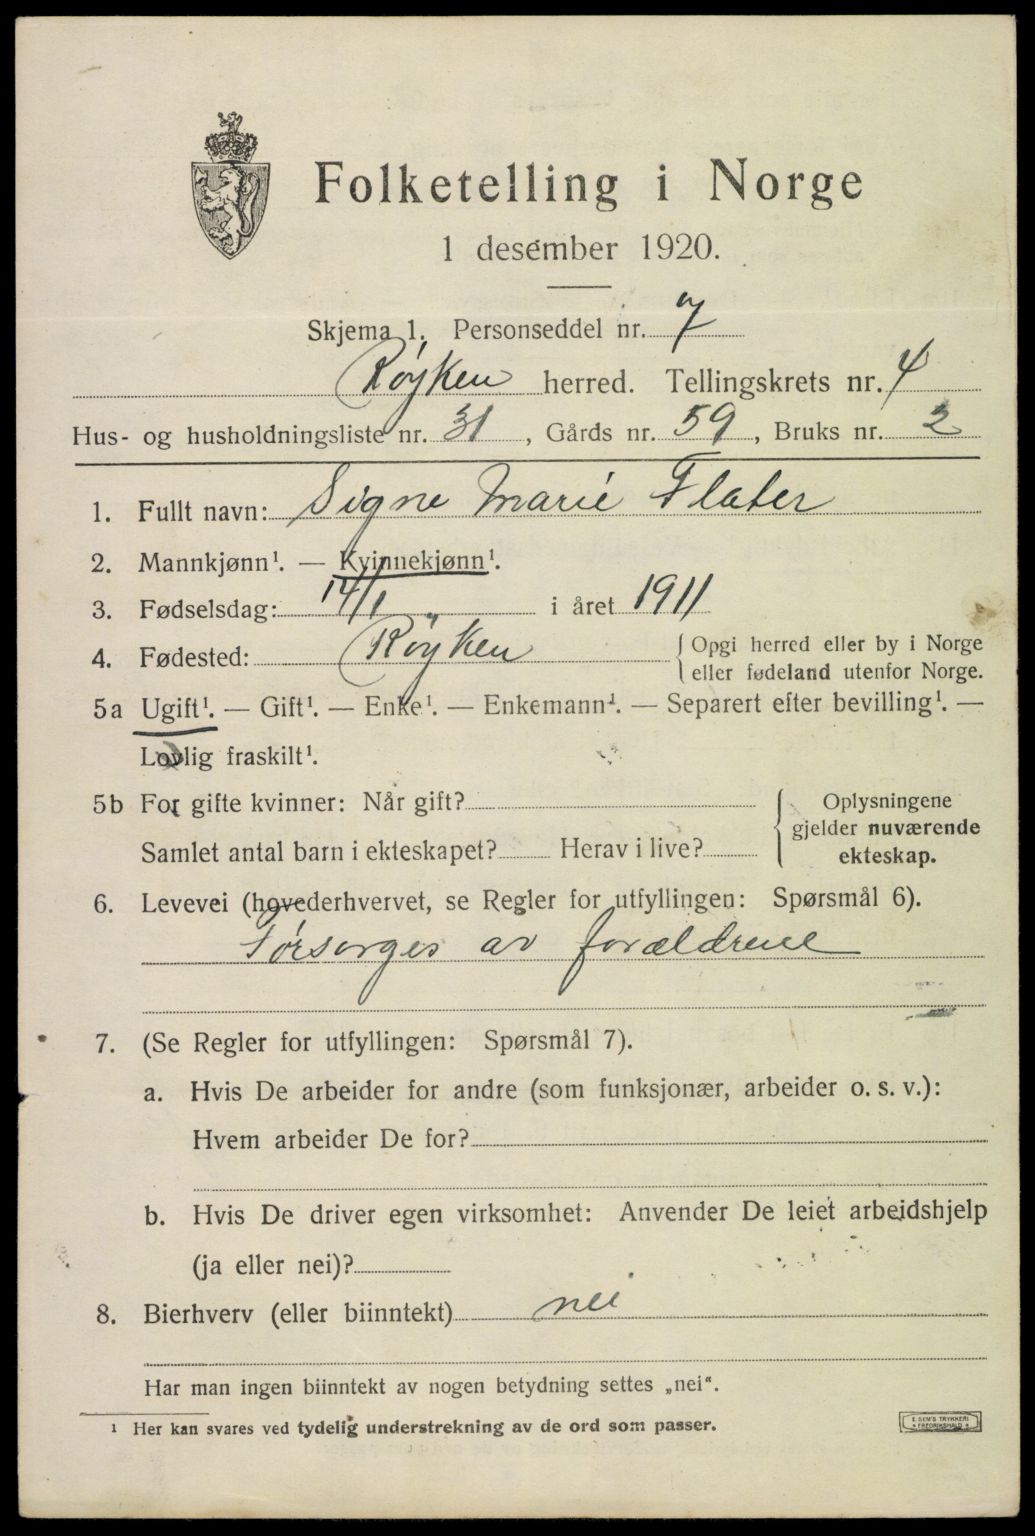 Folketelling i Norge
1 desember 1920.
Skjema 1. Personseddel nr. 7
Røyken herred. Tellingskrets nr. 4
Hus- og husholdningsliste nr. 31, Gårds nr. 59, Bruks nr. 2
1. Fullt navn: Signe Marie Flater
2. Mannkjønn¹. — Kvinnekjønn¹.
3. Fødselsdag: 14/1 i året 1911
4. Fødested: Røyken { Opgi herred eller by i Norge
eller fødeland utenfor Norge.
5a Ugift¹. — Gift¹. — Enke¹. — Enkemann¹. — Separert efter bevilling¹. —
Lovlig fraskilt¹.
5b For gifte kvinner: Når gift?
Samlet antal barn i ekteskapet? Herav i live?
{ Oplysningene
gjelder nuværende
ekteskap.
6. Levevei (hovederhvervet, se Regler for utfyllingen: Spørsmål 6).
Forsørges av forældrene
7. (Se Regler for utfyllingen: Spørsmål 7).
a. Hvis De arbeider for andre (som funksjonær, arbeider o. s. v.):
Hvem arbeider De for?
b. Hvis De driver egen virksomhet: Anvender De leiet arbeidshjelp
(ja eller nei)?
8. Bierhverv (eller biinntekt) nei
Har man ingen biinntekt av nogen betydning settes „nei“.
¹ Her kan svares ved tydelig understrekning av de ord som passer.
E. SEM'S TRYKKERI
FREDRIKSHALD